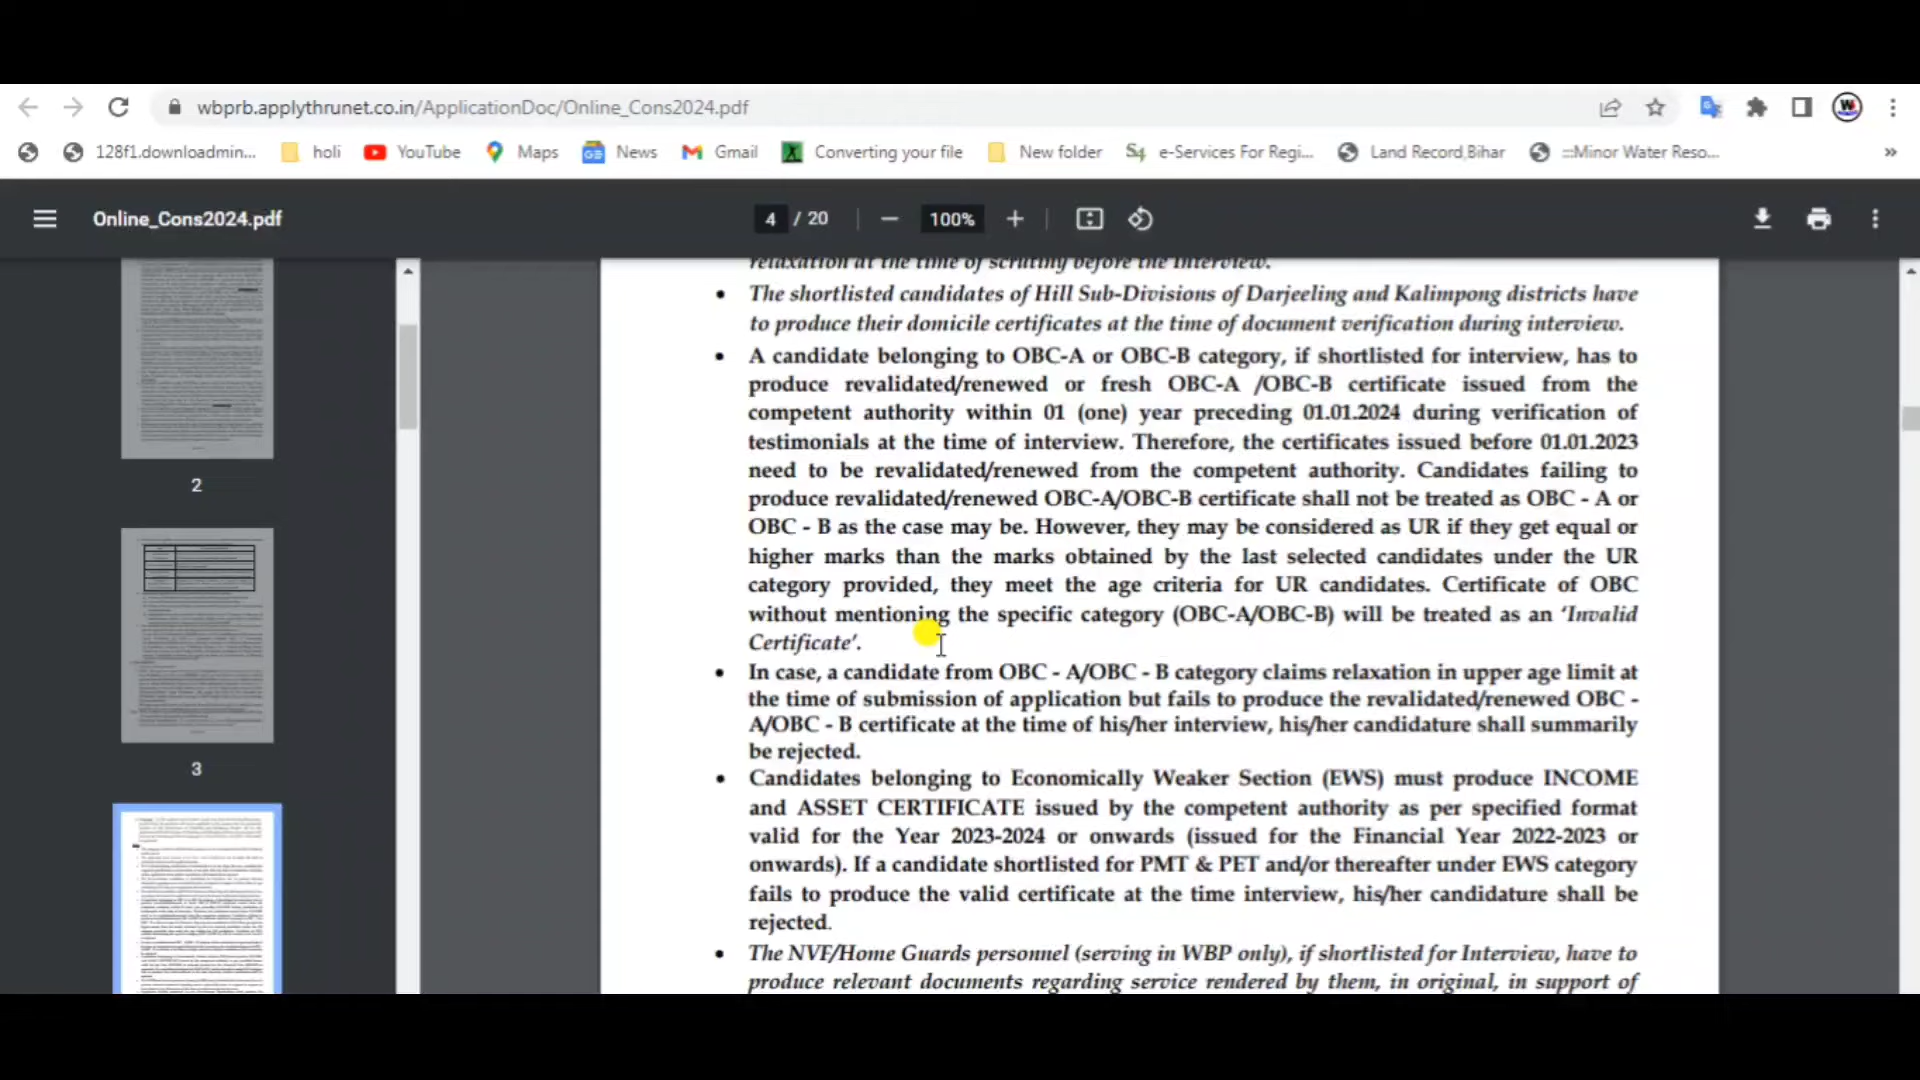 wbprb.applythrunet.co.in/ApplicationDoc/Online_Cons2024.pdf
128f1.downloadmin... holi YouTube Maps News Gmail Converting your file New folder e-Services For Regi... Land Record,Bihar :::Minor Water Reso... »
Online_Cons2024.pdf 4 / 20 100%
relaxation at the time of scrutiny before the Interview.
• The shortlisted candidates of Hill Sub-Divisions of Darjeeling and Kalimpong districts have
to produce their domicile certificates at the time of document verification during interview.
• A candidate belonging to OBC-A or OBC-B category, if shortlisted for interview, has to
produce revalidated/renewed or fresh OBC-A /OBC-B certificate issued from the
competent authority within 01 (one) year preceding 01.01.2024 during verification of
testimonials at the time of interview. Therefore, the certificates issued before 01.01.2023
need to be revalidated/renewed from the competent authority. Candidates failing to
produce revalidated/renewed OBC-A/OBC-B certificate shall not be treated as OBC - A or
OBC - B as the case may be. However, they may be considered as UR if they get equal or
higher marks than the marks obtained by the last selected candidates under the UR
category provided, they meet the age criteria for UR candidates. Certificate of OBC
without mentioning the specific category (OBC-A/OBC-B) will be treated as an ‘Invalid
Certificate’.
• In case, a candidate from OBC - A/OBC - B category claims relaxation in upper age limit at
the time of submission of application but fails to produce the revalidated/renewed OBC -
A/OBC - B certificate at the time of his/her interview, his/her candidature shall summarily
be rejected.
• Candidates belonging to Economically Weaker Section (EWS) must produce INCOME
and ASSET CERTIFICATE issued by the competent authority as per specified format
valid for the Year 2023-2024 or onwards (issued for the Financial Year 2022-2023 or
onwards). If a candidate shortlisted for PMT & PET and/or thereafter under EWS category
fails to produce the valid certificate at the time interview, his/her candidature shall be
rejected.
• The NVF/Home Guards personnel (serving in WBP only), if shortlisted for Interview, have to
produce relevant documents regarding service rendered by them, in original, in support of
2
3